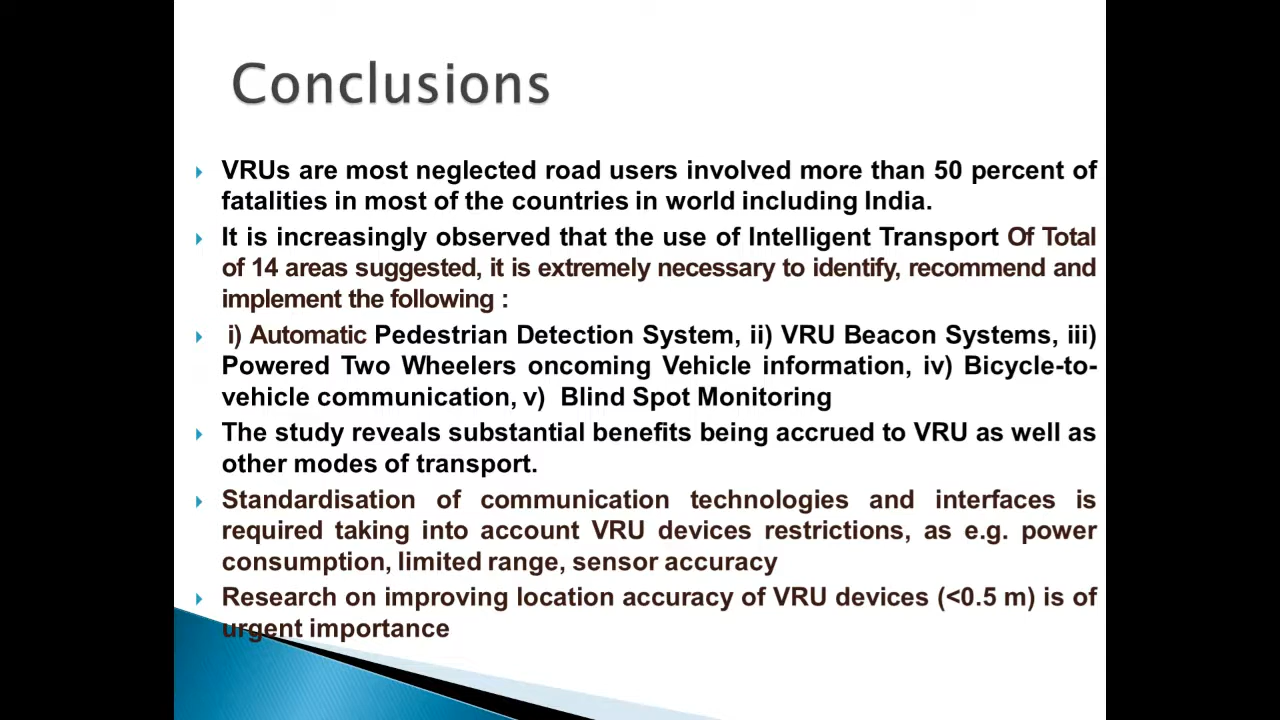 Conclusions
VRUs are most neglected road users involved more than 50 percent of
fatalities in most of the countries in world including India.
It is increasingly observed that the use of Intelligent Transport Of Total
of 14 areas suggested, it is extremely necessary to identify, recommend and
implement the following :
i) Automatic Pedestrian Detection System, ii) VRU Beacon Systems, iii)
Powered Two Wheelers oncoming Vehicle information, iv) Bicycle-to-
vehicle communication, v) Blind Spot Monitoring
The study reveals substantial benefits being accrued to VRU as well as
other modes of transport.
Standardisation of communication technologies and interfaces is
required taking into account VRU devices restrictions, as e.g. power
consumption, limited range, sensor accuracy
Research on improving location accuracy of VRU devices (<0.5 m) is of
urgent importance